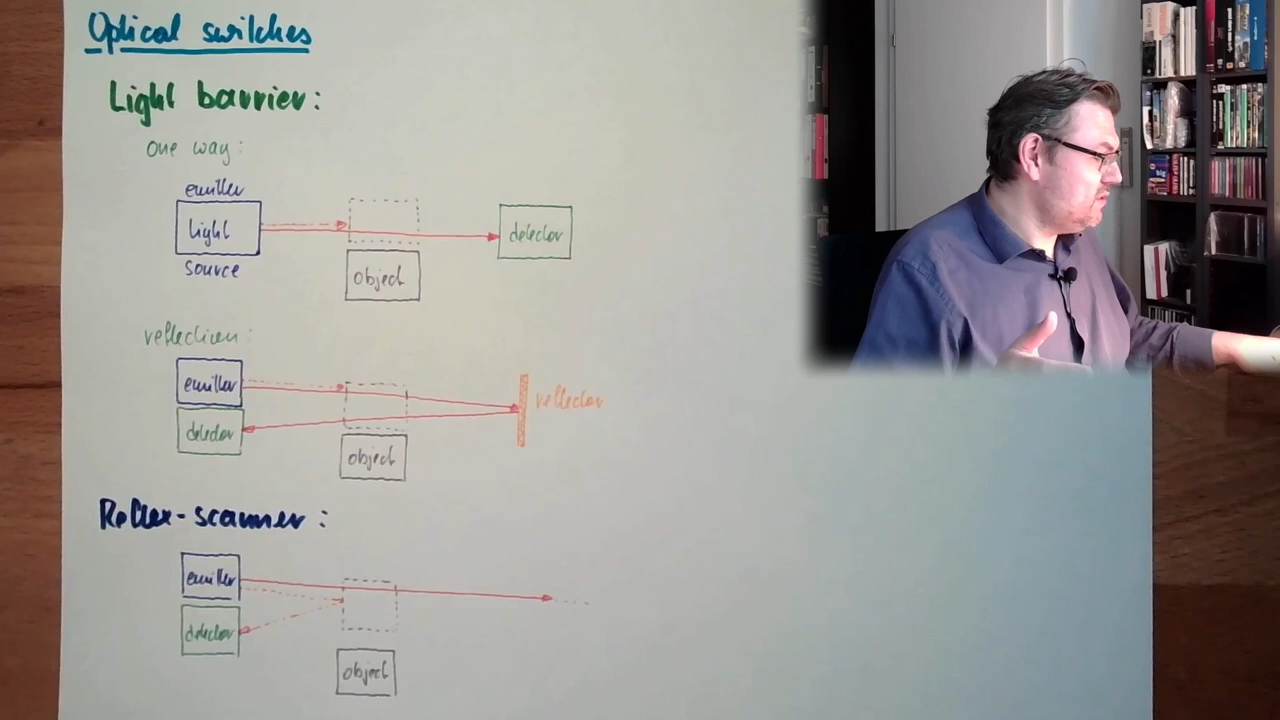 Optical switches
Light barrier:
one way:
emitter
Light
source
object
detector
reflection:
emitter
detector
object
reflector
Reflex-scanner:
emitter
detector
object